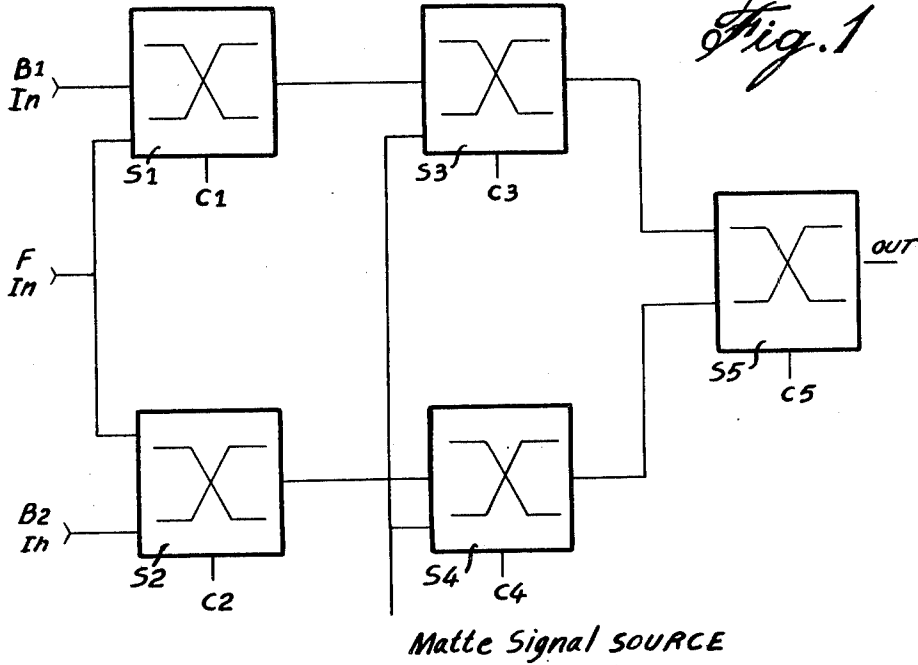 Fig. 1
B1
In
S1
C1
S3
C3
F
In
OUT
S5
C5
B2
In
S2
C2
S4
C4
Matte Signal SOURCE